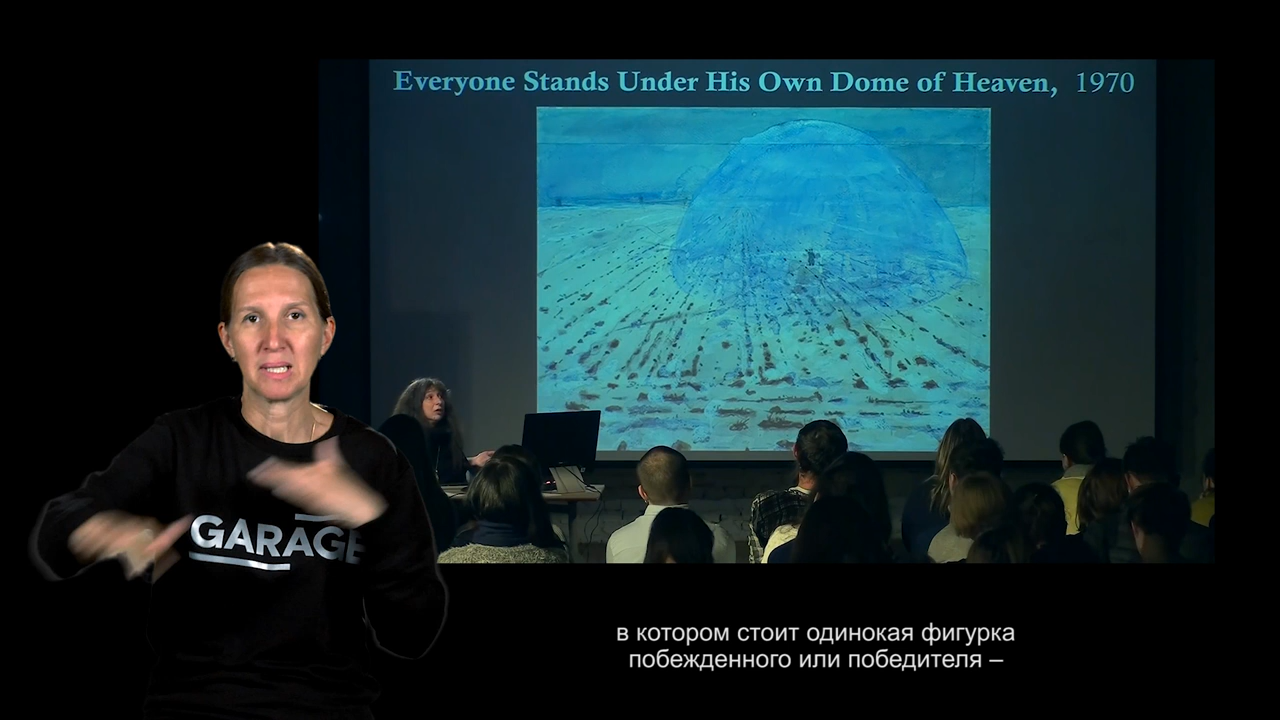 Everyone Stands Under His Own Dome of Heaven, 1970
GARAGE
в котором стоит одинокая фигурка
побежденного или победителя –